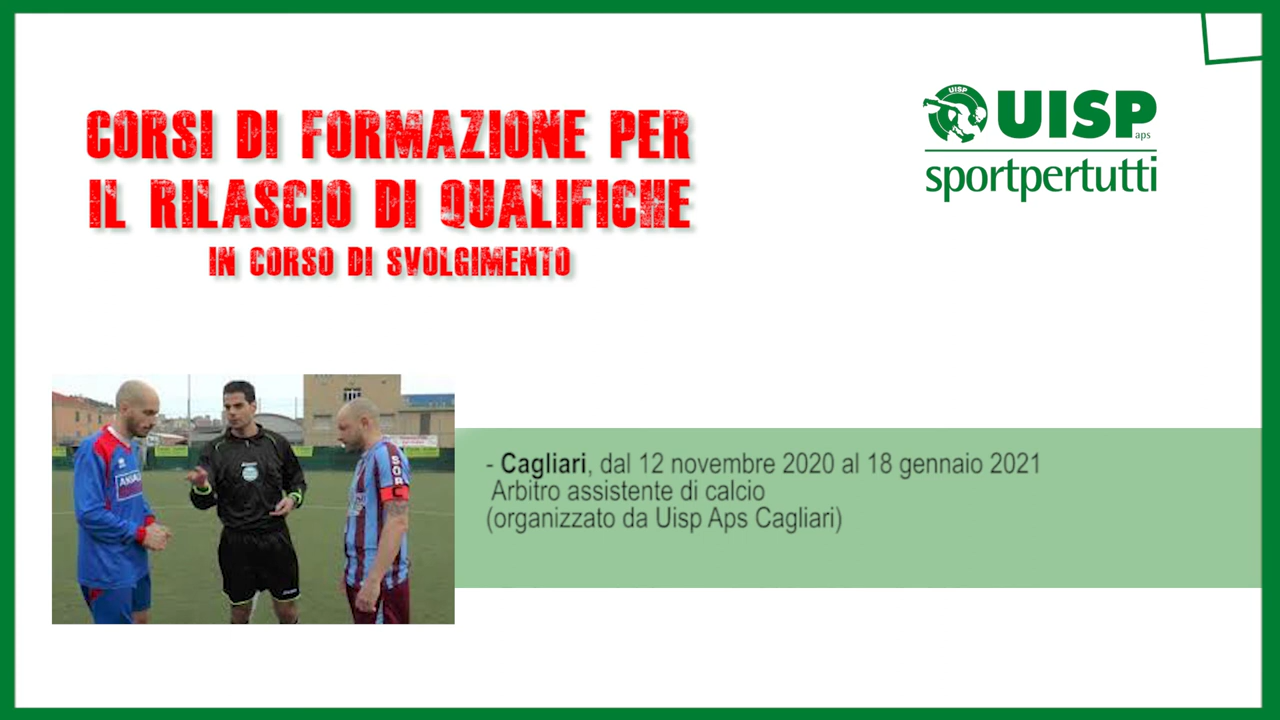 CORSI DI FORMAZIONE PER
IL RILASCIO DI QUALIFICHE
IN CORSO DI SVOLGIMENTO
UISP
UISP
aps
sportpertutti
- Cagliari, dal 12 novembre 2020 al 18 gennaio 2021
Arbitro assistente di calcio
(organizzato da Uisp Aps Cagliari)